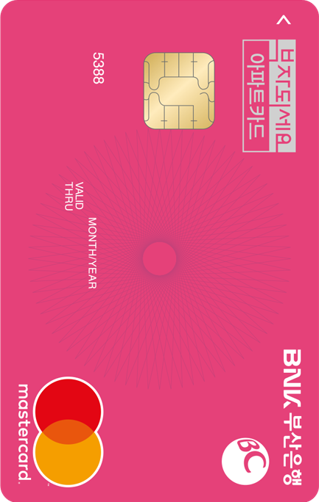 부자되세요
아파트카드
5388
MONTH/YEAR
VALID
THRU
BNK 부산은행
BC
mastercard.